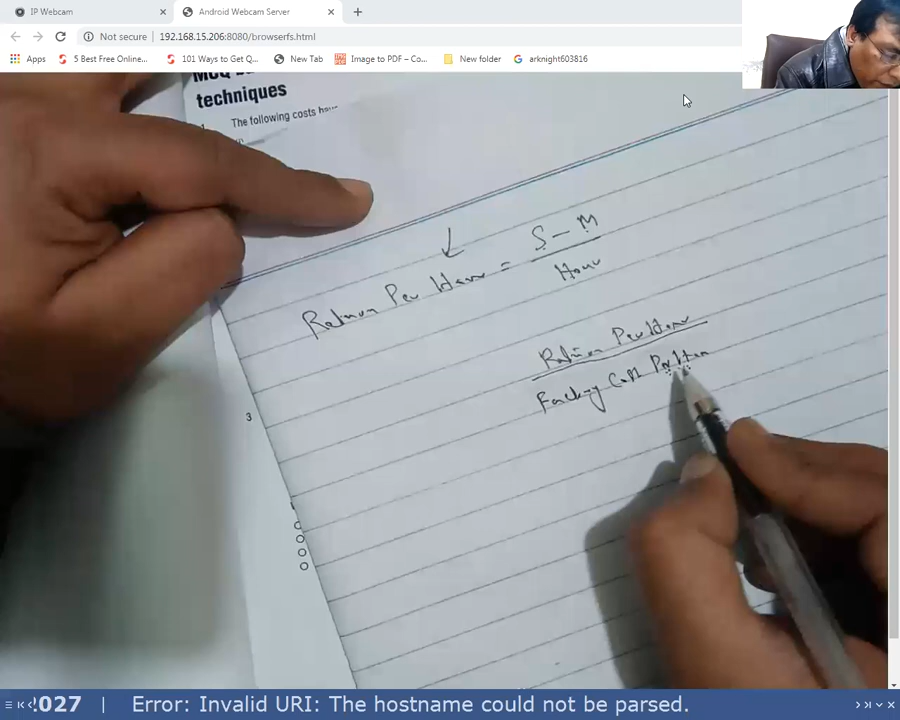 IP Webcam
Android Webcam Server
Not secure | 192.168.15.206:8080/browserfs.html
Apps 5 Best Free Online... 101 Ways to Get Q... New Tab Image to PDF – Co... New folder arknight603816
techniques
The following costs
Return Per Hour = S - M
Hour
Return Per Hour
Factory Cost Per Hour
3
2027 | Error: Invalid URI: The hostname could not be parsed.